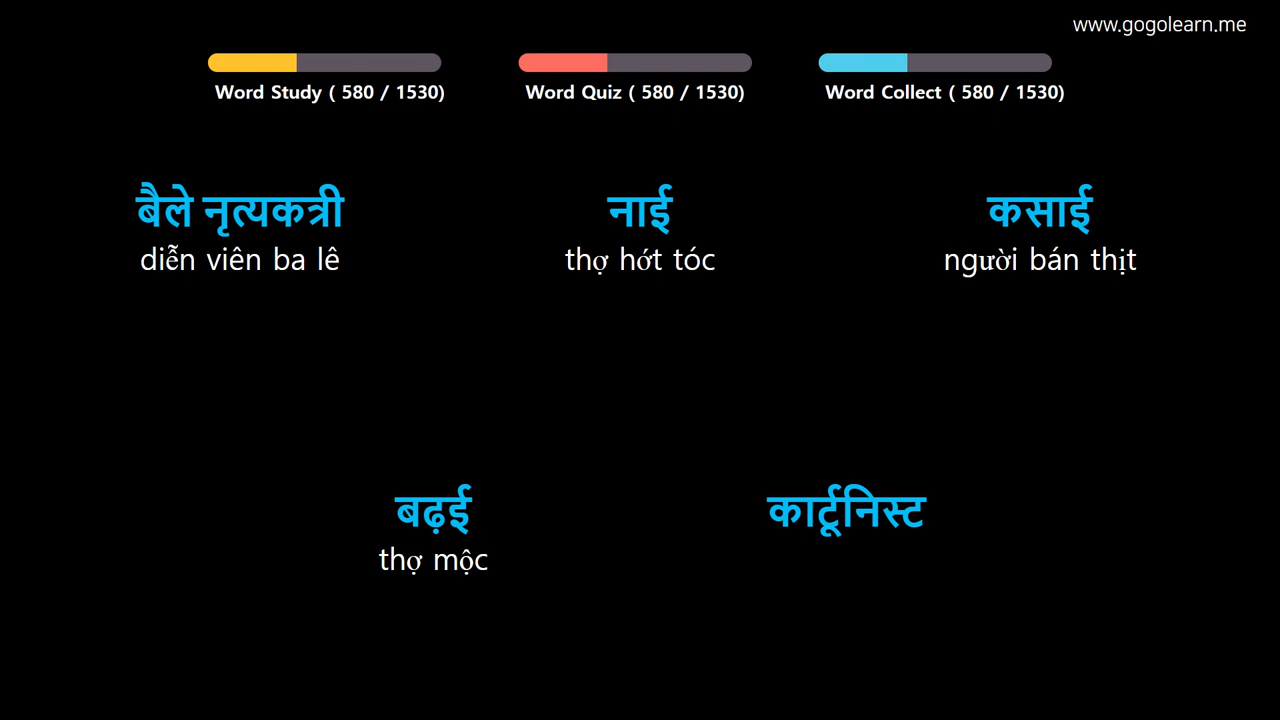 www.gogolearn.me
Word Study ( 580 / 1530)
Word Quiz ( 580 / 1530)
Word Collect ( 580 / 1530)
बैले नृत्यकत्री
diễn viên ba lê
नाई
thợ hớt tóc
कसाई
người bán thịt
बढ़ई
thợ mộc
कार्टूनिस्ट